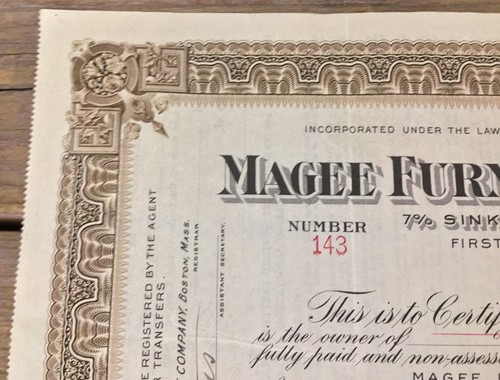 INCORPORATED UNDER THE LAW
MAGEE FURN
NUMBER 7% SINK
143 FIRST
This is to Certify
is the owner of
fully paid and non-assess
MAGEE
E REGISTERED BY THE AGENT
R TRANSFERS.
COMPANY, BOSTON, MASS.
REGISTRAR
ASSISTANT SECRETARY.